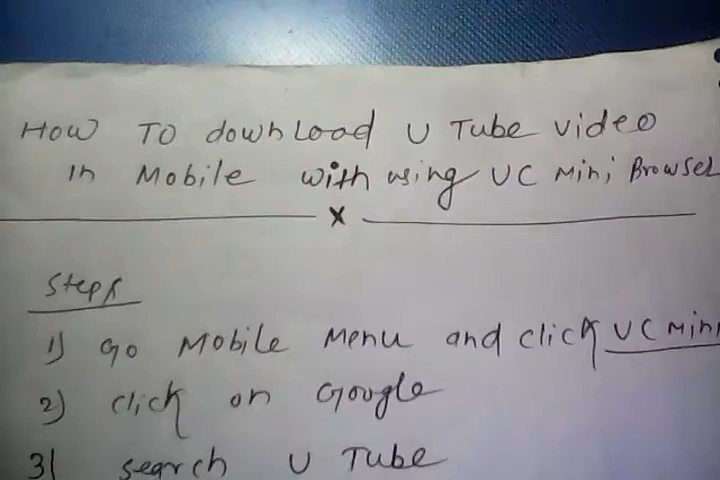 How To download U Tube video
In Mobile with using UC Mini Browser
x
Steps
1) Go Mobile Menu and click UC Mini
2) click on Google
3) search U Tube